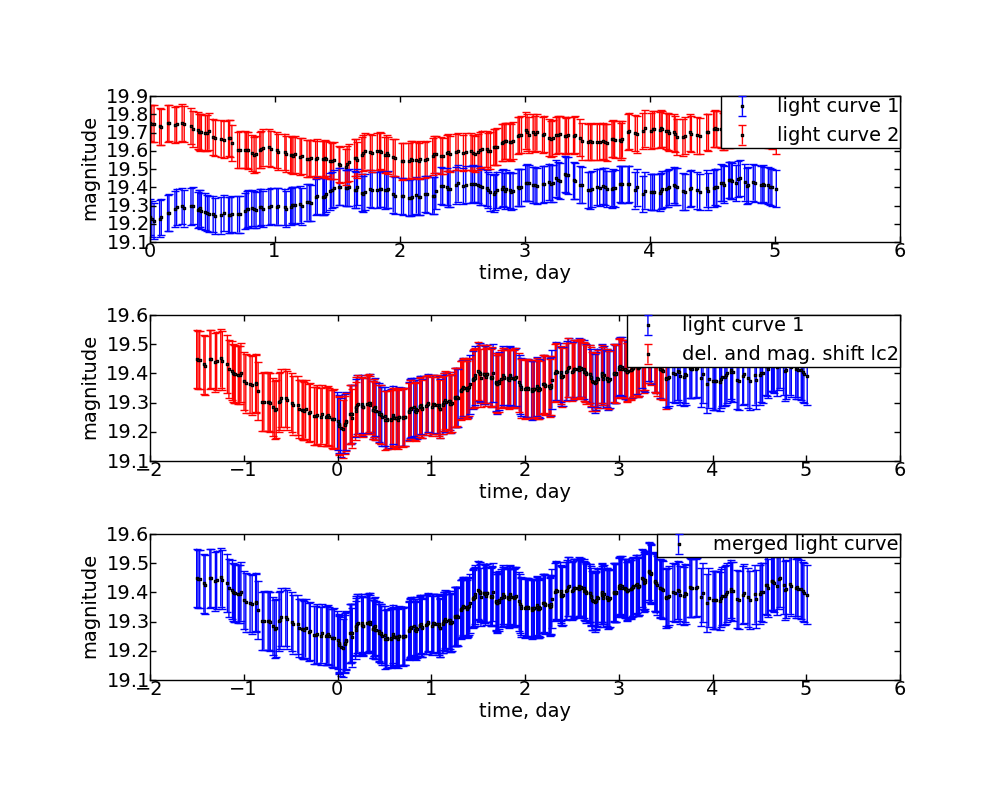 19.9
19.8
19.7
19.6
19.5
19.4
19.3
19.2
19.1
magnitude
light curve 1
light curve 2
0 1 2 3 4 5 6
time, day
19.6
19.5
19.4
19.3
19.2
19.1
magnitude
light curve 1
del. and mag. shift lc2
−2 −1 0 1 2 3 4 5 6
time, day
19.6
19.5
19.4
19.3
19.2
19.1
magnitude
merged light curve
−2 −1 0 1 2 3 4 5 6
time, day